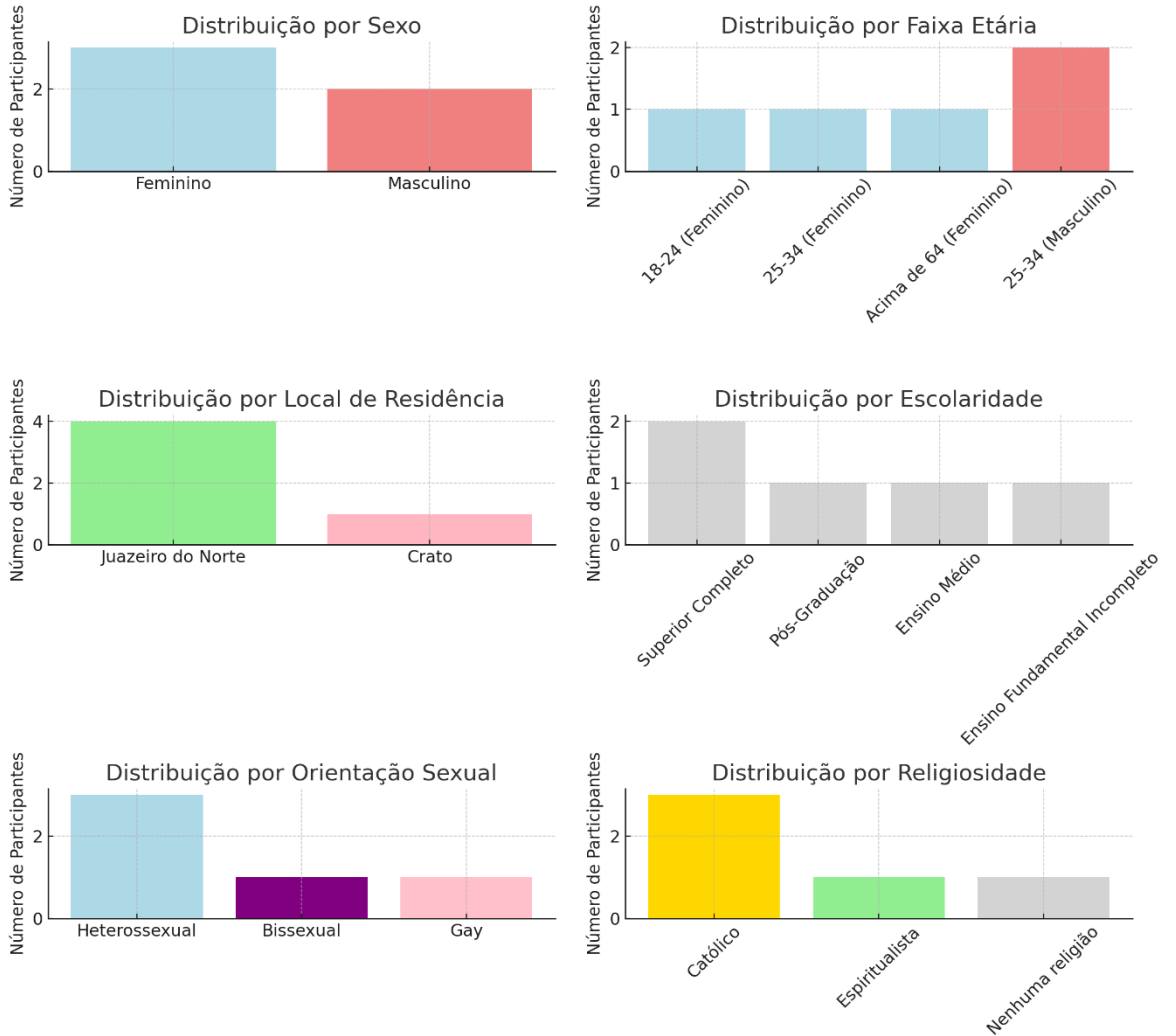 Distribuição por Sexo
Número de Participantes
2
0
Feminino
Masculino
Distribuição por Faixa Etária
Número de Participantes
2
1
0
18-24 (Feminino)
25-34 (Feminino)
Acima de 64 (Feminino)
25-34 (Masculino)
Distribuição por Local de Residência
Número de Participantes
4
2
0
Juazeiro do Norte
Crato
Distribuição por Escolaridade
Número de Participantes
2
1
0
Superior Completo
Pós-Graduação
Ensino Médio
Ensino Fundamental Incompleto
Distribuição por Orientação Sexual
Número de Participantes
2
0
Heterossexual
Bissexual
Gay
Distribuição por Religiosidade
Número de Participantes
2
0
Católico
Espiritualista
Nenhuma religião